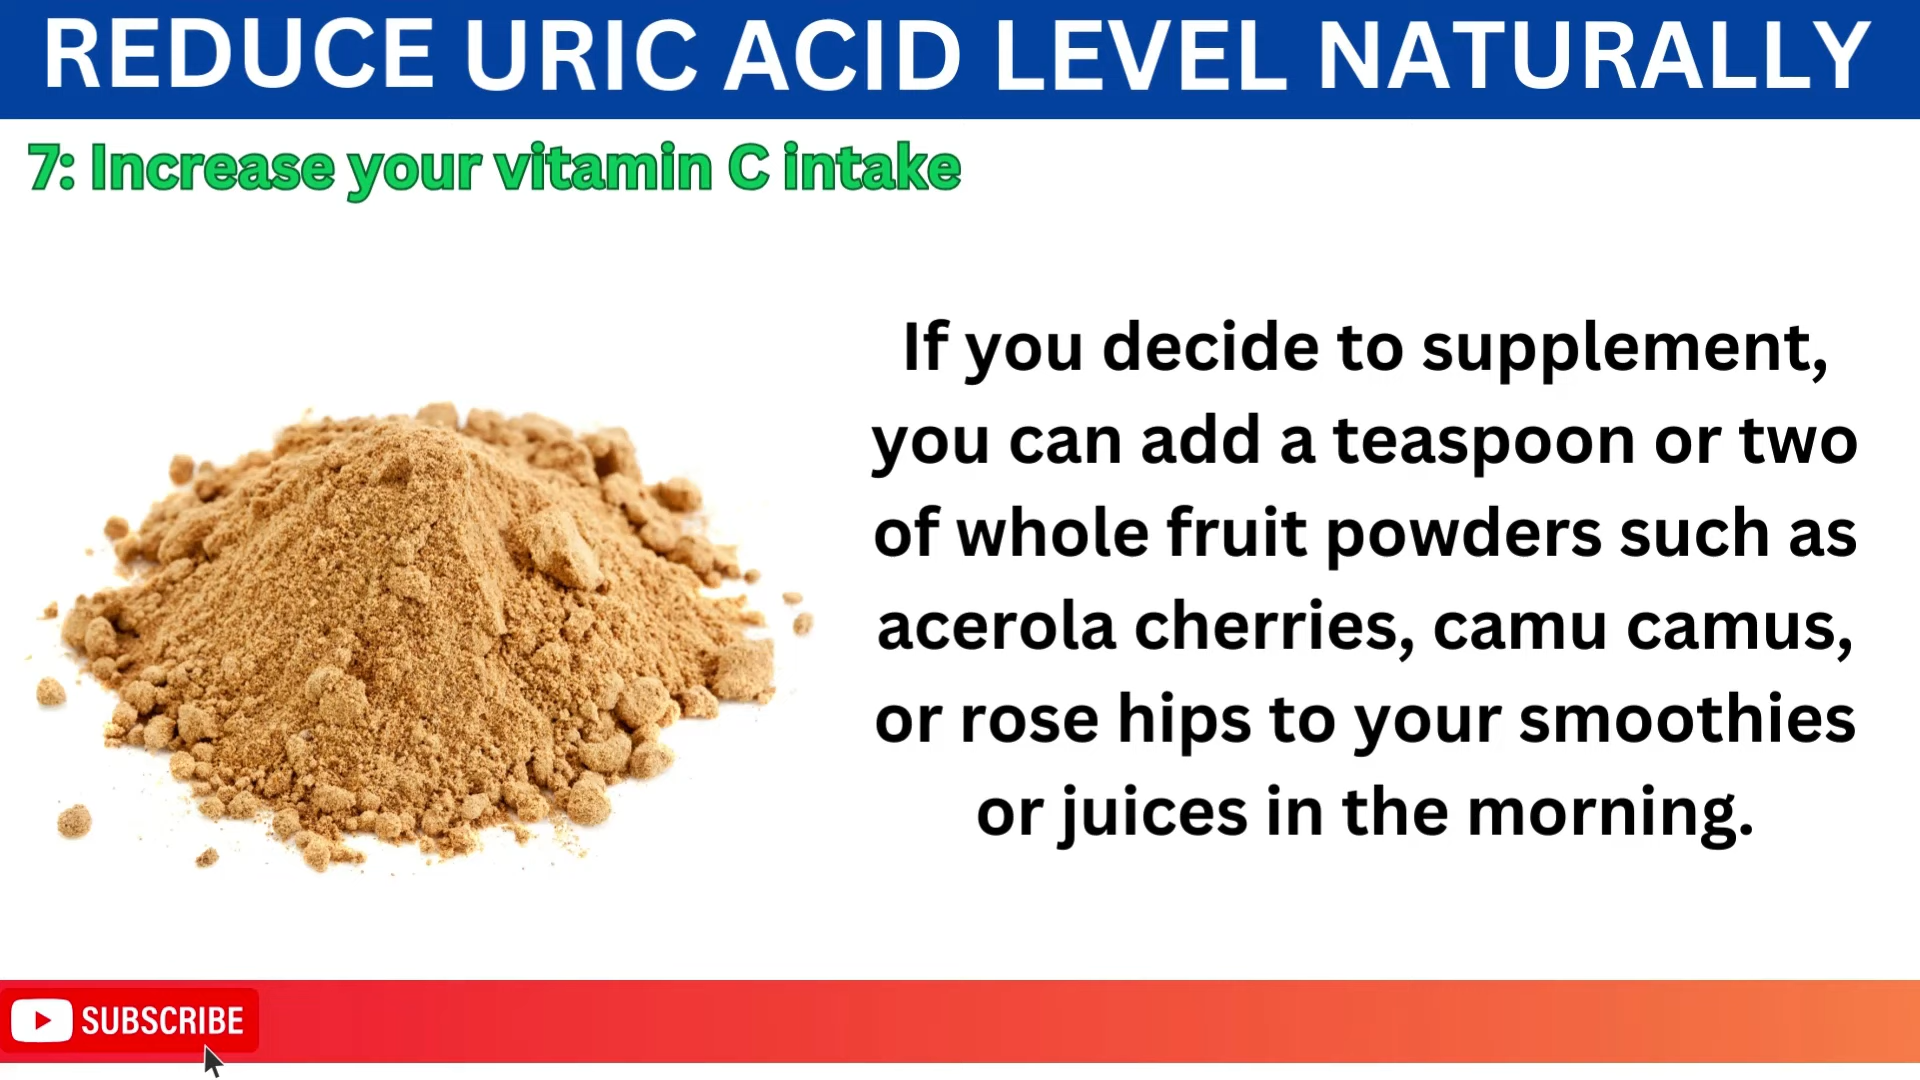 REDUCE URIC ACID LEVEL NATURALLY
7: Increase your vitamin C intake
If you decide to supplement,
you can add a teaspoon or two
of whole fruit powders such as
acerola cherries, camu camus,
or rose hips to your smoothies
or juices in the morning.
SUBSCRIBE